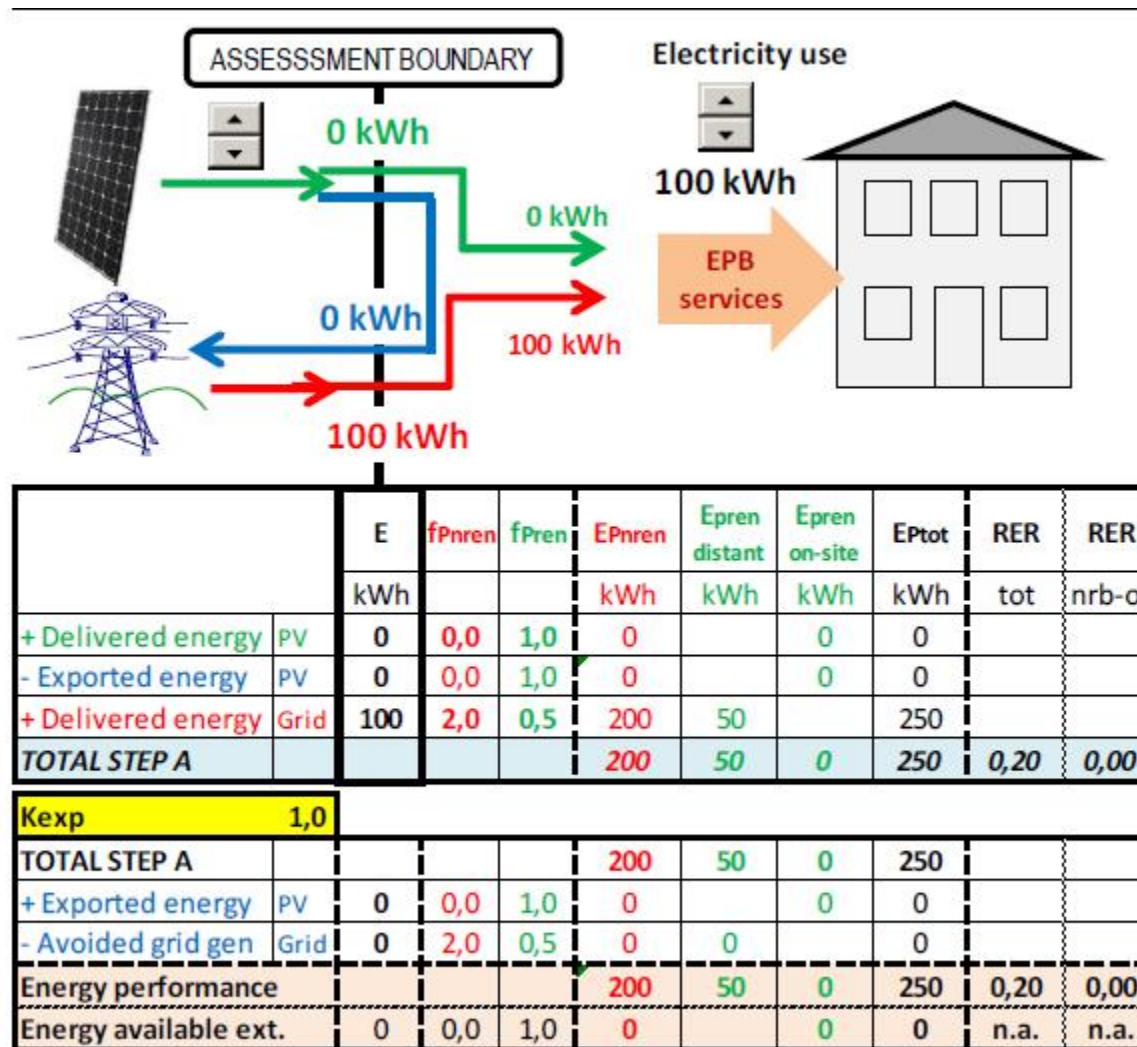 ASSESSSMENT BOUNDARY
Electricity use
0 kWh
100 kWh
0 kWh
EPB
services
0 kWh
100 kWh
100 kWh
E fPnren fPren EPnren Epren distant Epren on-site EPtot RER RER
kWh kWh kWh kWh kWh tot nrb-o
+ Delivered energy PV 0 0,0 1,0 0 0 0
- Exported energy PV 0 0,0 1,0 0 0 0
+ Delivered energy Grid 100 2,0 0,5 200 50 250
TOTAL STEP A 200 50 0 250 0,20 0,00
Kexp 1,0
TOTAL STEP A 200 50 0 250
+ Exported energy PV 0 0,0 1,0 0 0 0
- Avoided grid gen Grid 0 2,0 0,5 0 0 0
Energy performance 200 50 0 250 0,20 0,00
Energy available ext. 0 0,0 1,0 0 0 0 n.a. n.a.